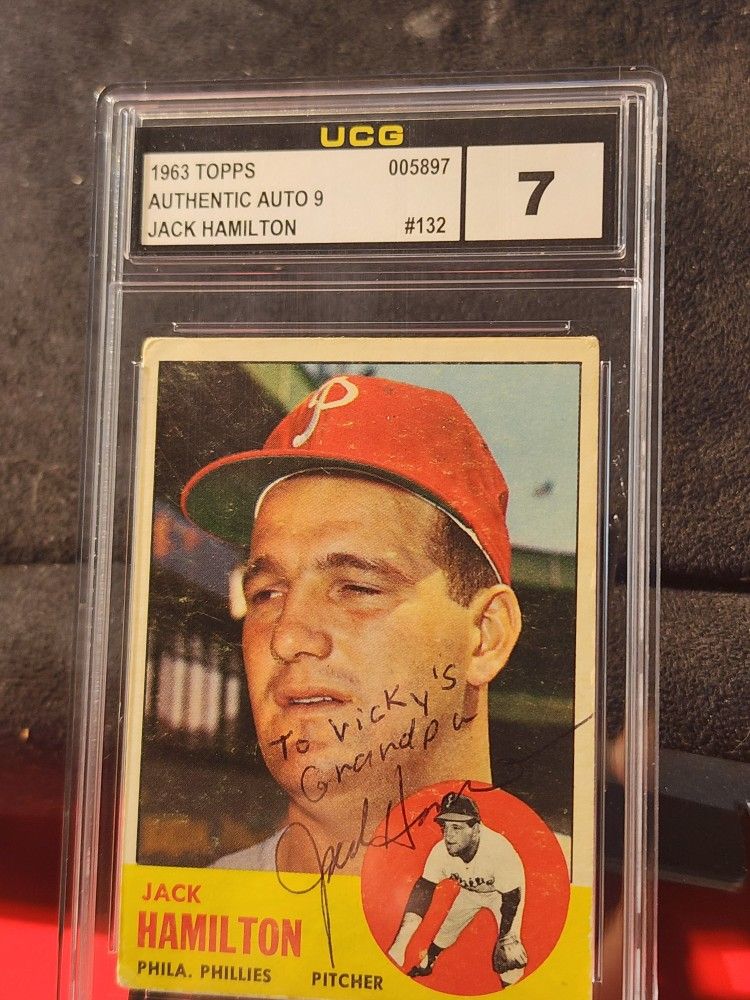 UCG
1963 TOPPS 005897
AUTHENTIC AUTO 9
JACK HAMILTON #132
7
P
To Vicky's
Grandpa
Jack Hamilton
Phillies
JACK
HAMILTON
PHILA. PHILLIES PITCHER